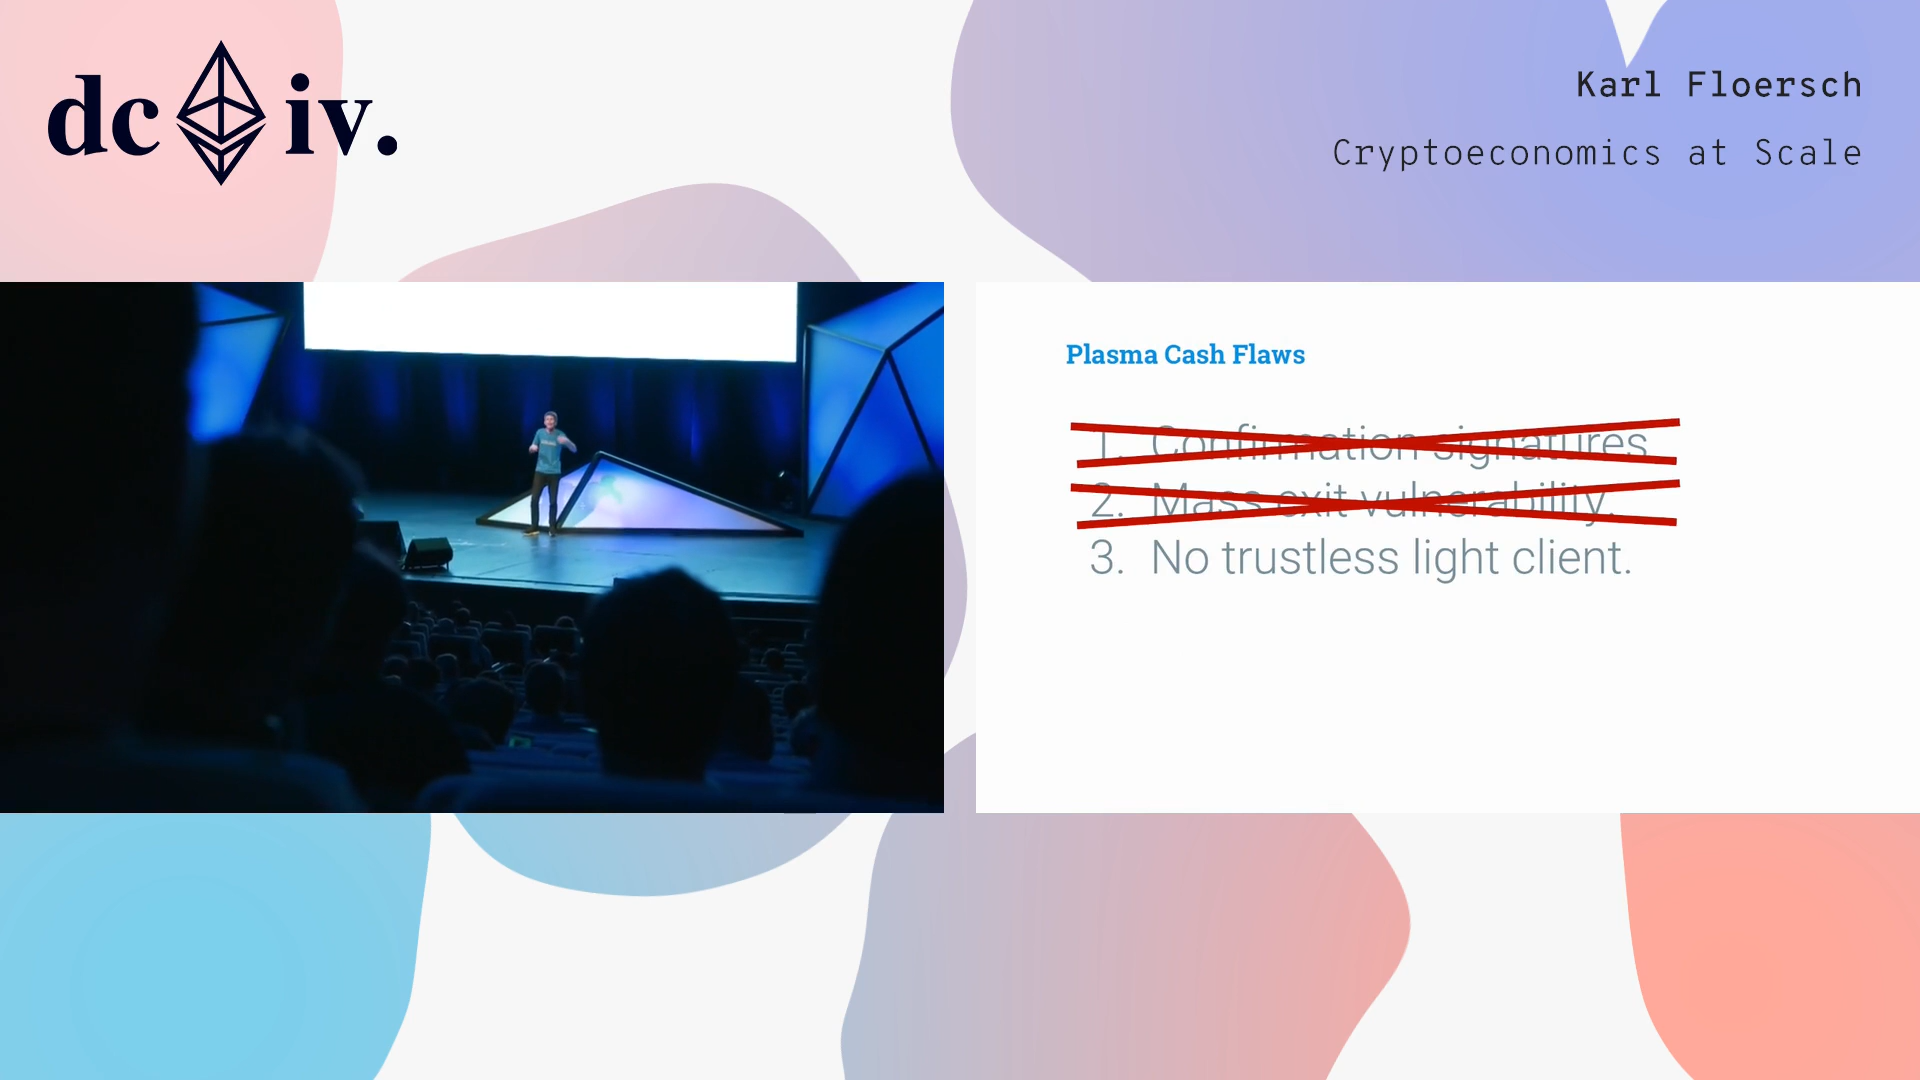 dc iv.
Karl Floersch
Cryptoeconomics at Scale
Plasma Cash Flaws
1. Confirmation signatures.
2. Mass exit vulnerability.
3. No trustless light client.